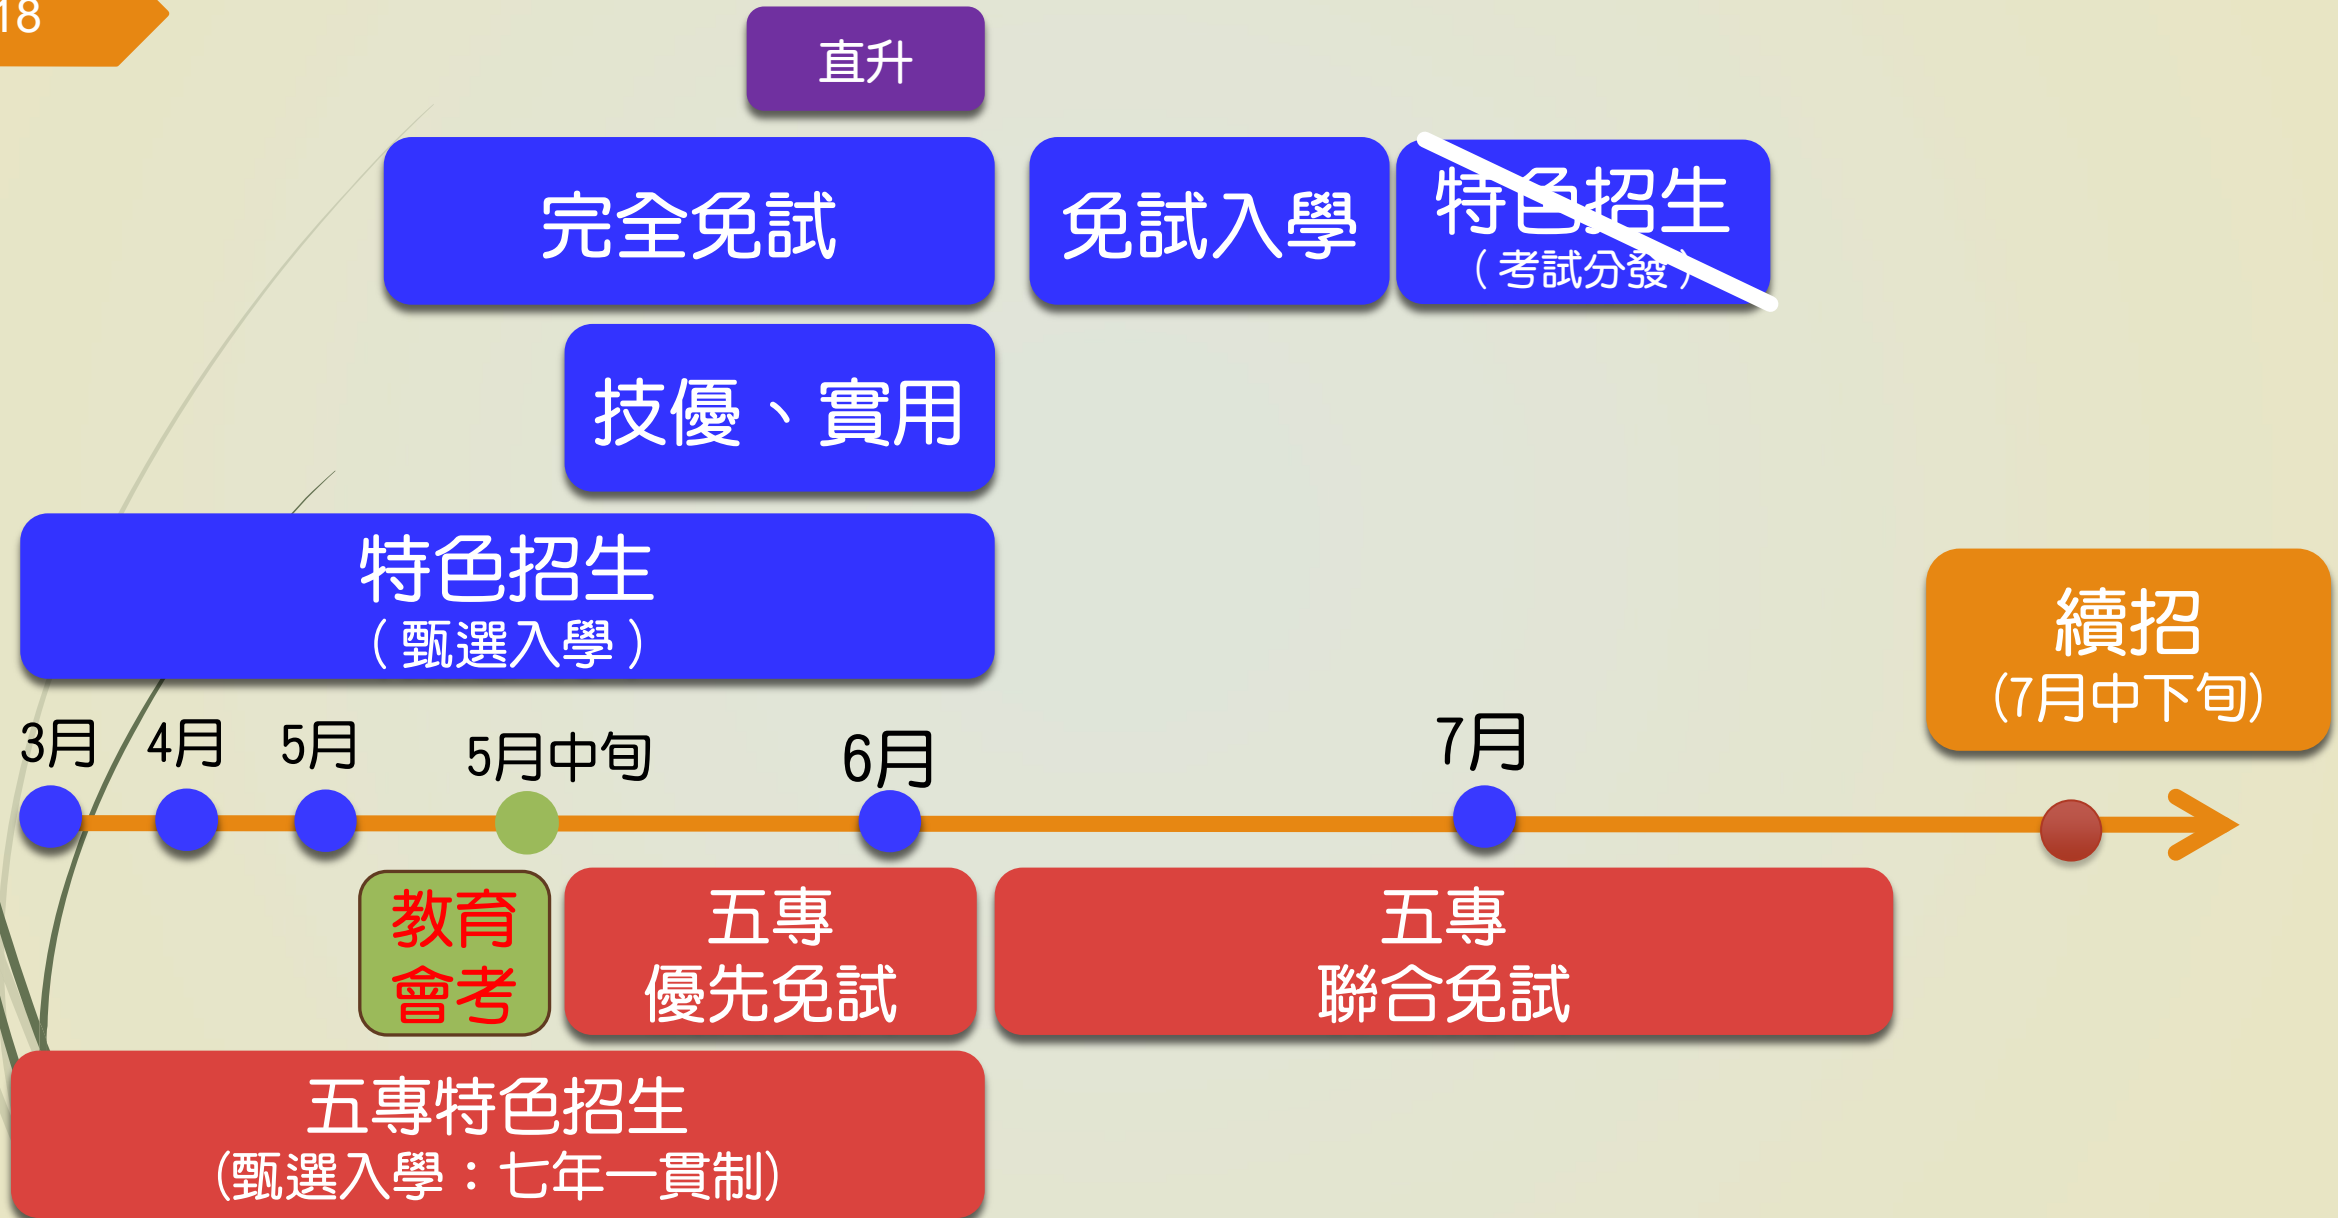 18
直升
完全免試
免試入學
特色招生
（考試分發）
技優、實用
特色招生
（甄選入學）
續招
(7月中下旬)
3月
4月
5月
5月中旬
6月
7月
教育
會考
五專
優先免試
五專
聯合免試
五專特色招生
(甄選入學：七年一貫制)